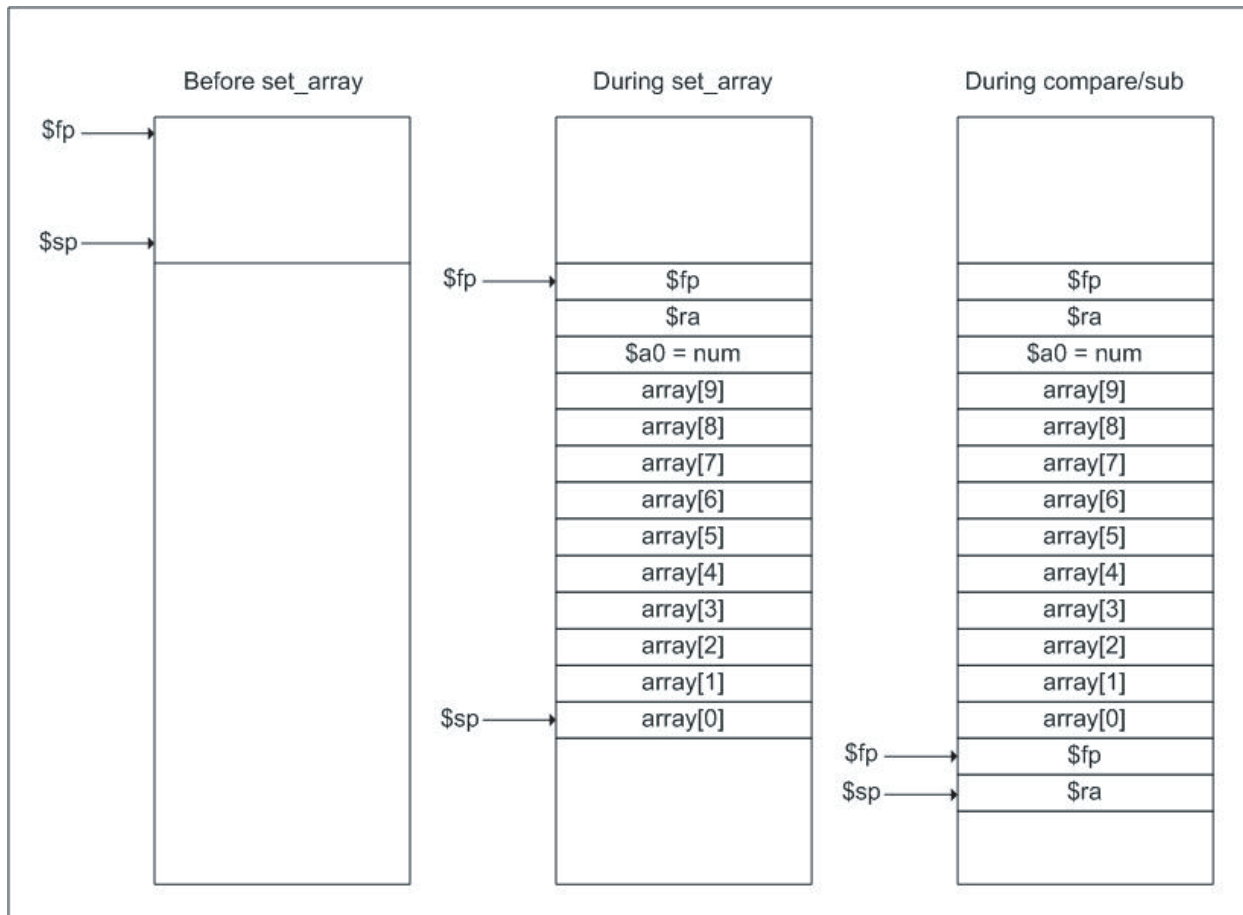 Before set_array
During set_array
During compare/sub
$fp
$sp
$fp
$fp
$ra
$a0 = num
array[9]
array[8]
array[7]
array[6]
array[5]
array[4]
array[3]
array[2]
array[1]
$sp
array[0]
$fp
$ra
$a0 = num
array[9]
array[8]
array[7]
array[6]
array[5]
array[4]
array[3]
array[2]
array[1]
array[0]
$fp
$fp
$sp
$ra